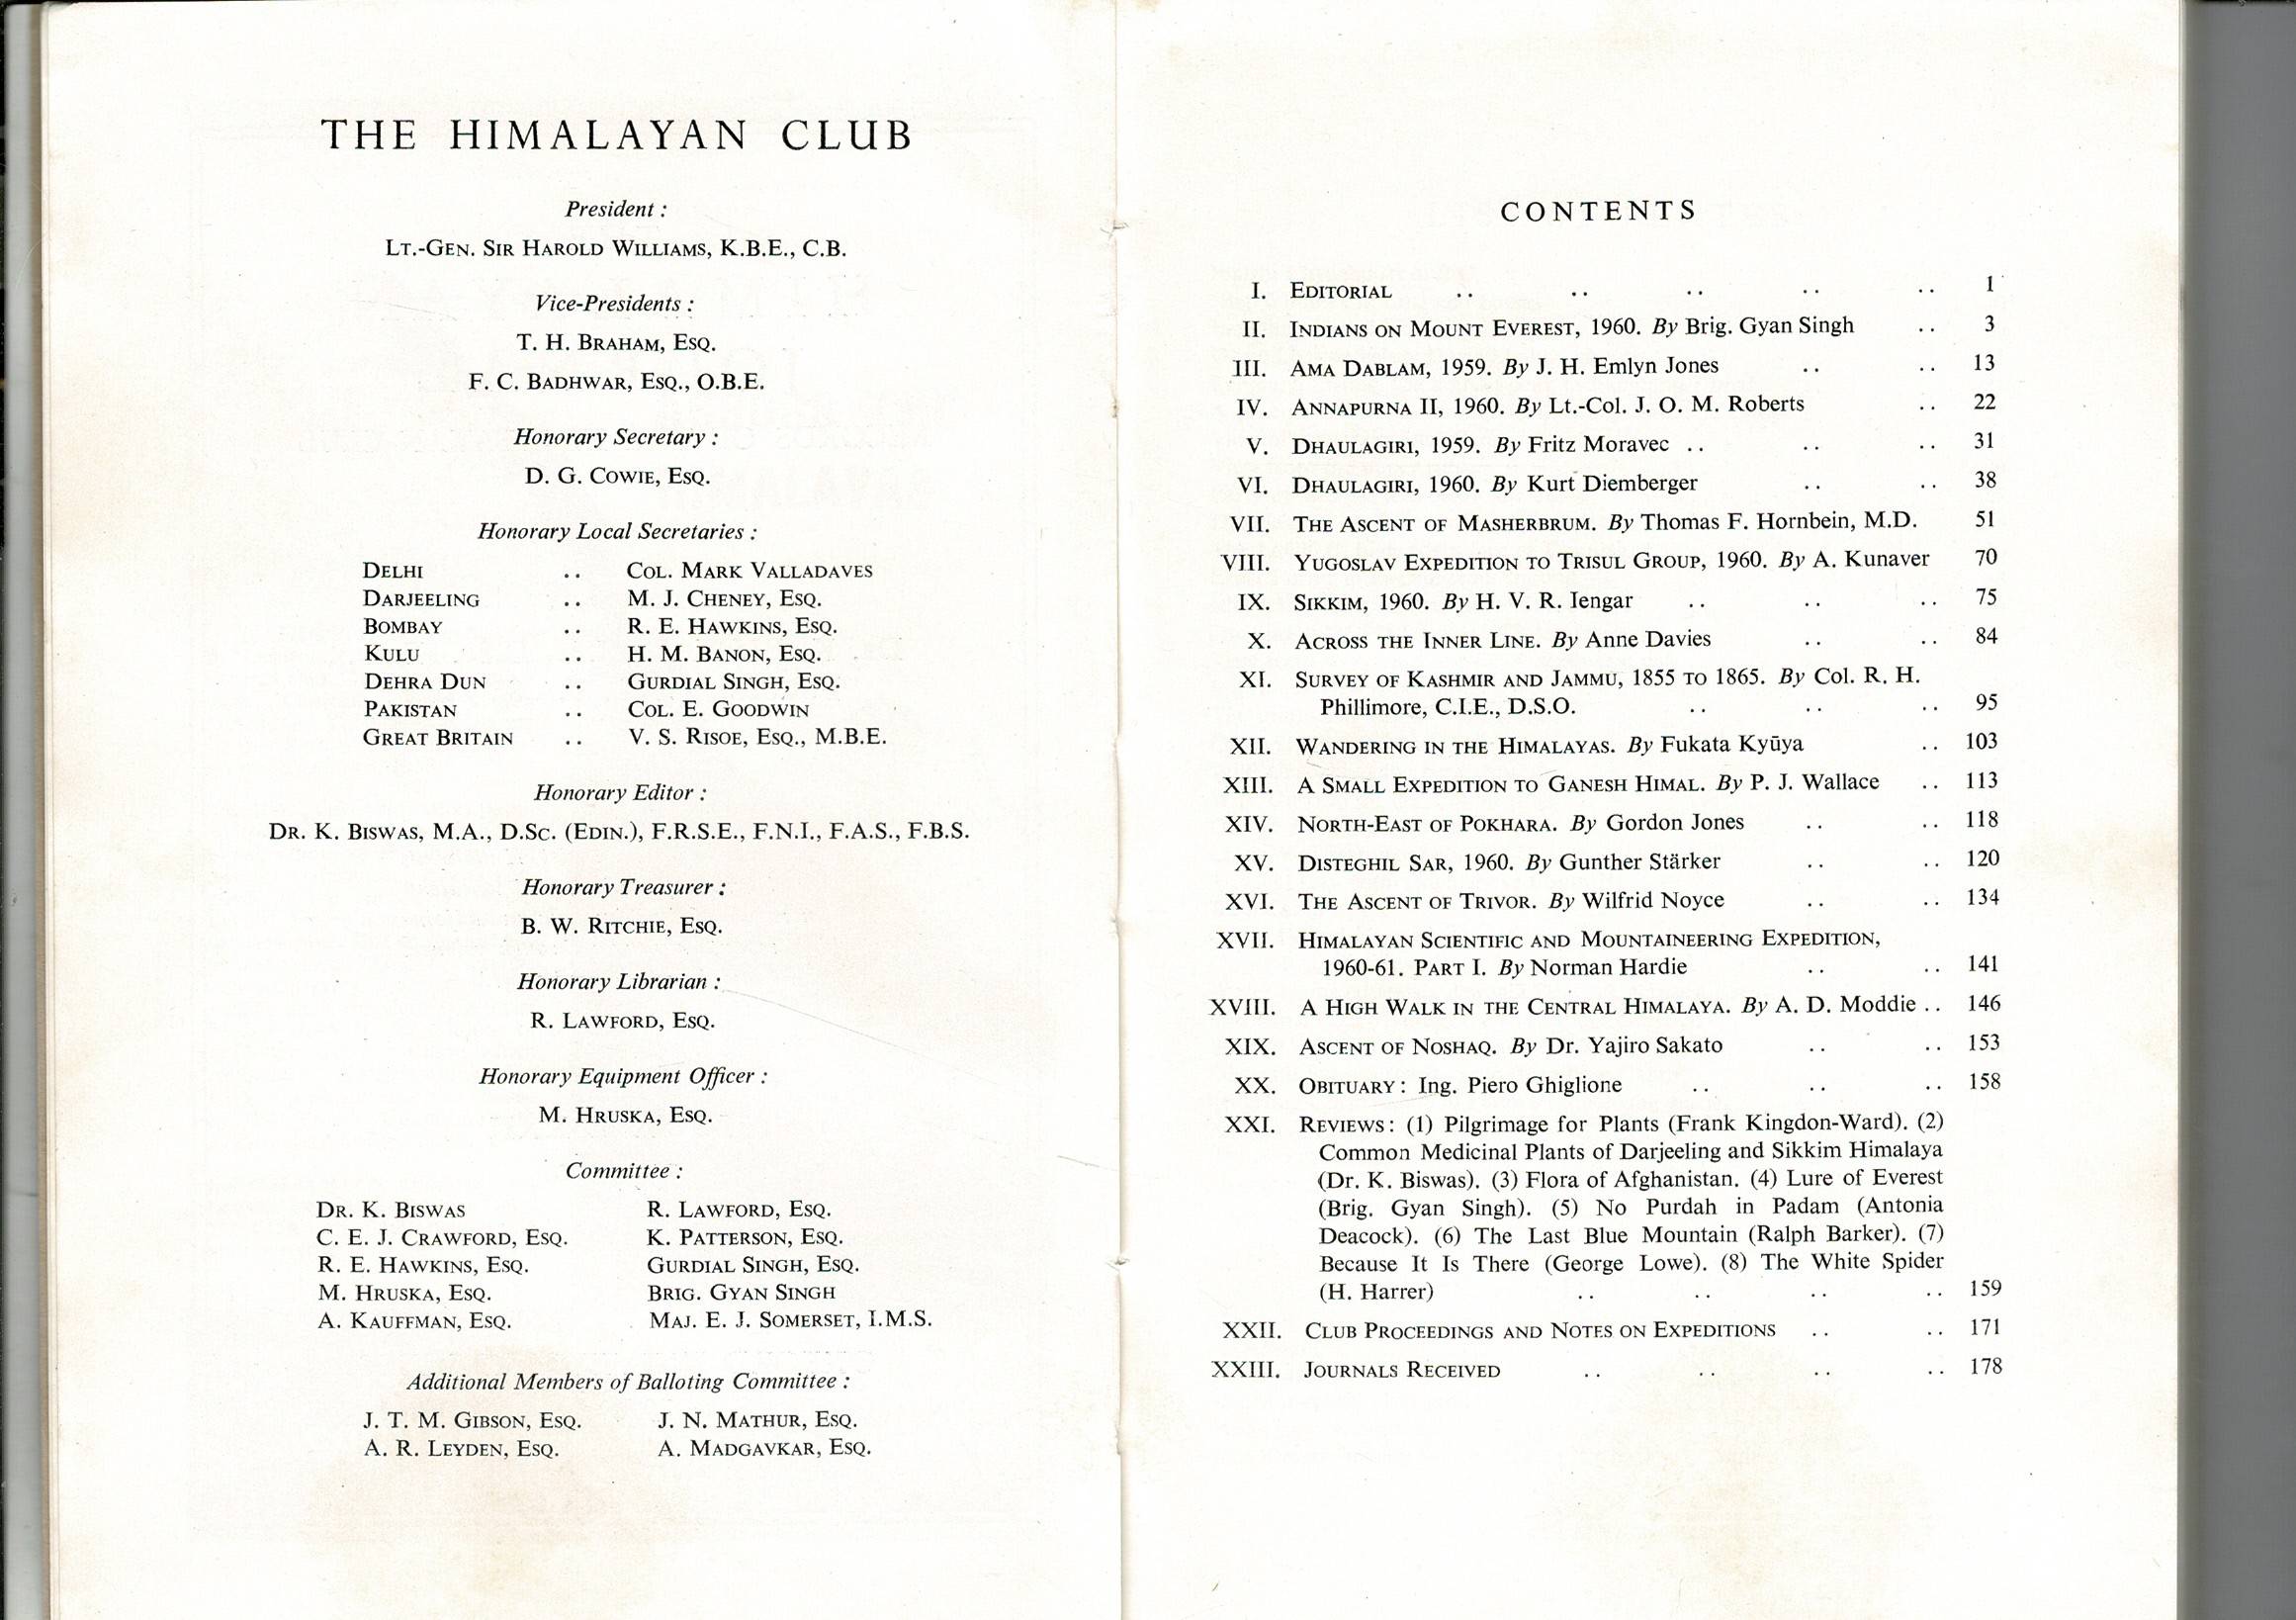 THE HIMALAYAN CLUB
President :
Lt.-Gen. Sir Harold Williams, K.B.E., C.B.
Vice-Presidents :
T. H. Braham, Esq.
F. C. Badhwar, Esq., O.B.E.
Honorary Secretary :
D. G. Cowie, Esq.
Honorary Local Secretaries :
Delhi .. Col. Mark Valladaves
Darjeeling .. M. J. Cheney, Esq.
Bombay .. R. E. Hawkins, Esq.
Kulu .. H. M. Banon, Esq.
Dehra Dun .. Gurdial Singh, Esq.
Pakistan .. Col. E. Goodwin
Great Britain .. V. S. Risoe, Esq., M.B.E.
Honorary Editor :
Dr. K. Biswas, M.A., D.Sc. (Edin.), F.R.S.E., F.N.I., F.A.S., F.B.S.
Honorary Treasurer :
B. W. Ritchie, Esq.
Honorary Librarian :
R. Lawford, Esq.
Honorary Equipment Officer :
M. Hruska, Esq.
Committee :
Dr. K. Biswas R. Lawford, Esq.
C. E. J. Crawford, Esq. K. Patterson, Esq.
R. E. Hawkins, Esq. Gurdial Singh, Esq.
M. Hruska, Esq. Brig. Gyan Singh
A. Kauffman, Esq. Maj. E. J. Somerset, I.M.S.
Additional Members of Balloting Committee :
J. T. M. Gibson, Esq. J. N. Mathur, Esq.
A. R. Leyden, Esq. A. Madgavkar, Esq.
CONTENTS
I. Editorial .. .. .. .. .. 1
II. Indians on Mount Everest, 1960. By Brig. Gyan Singh .. 3
III. Ama Dablam, 1959. By J. H. Emlyn Jones .. .. 13
IV. Annapurna II, 1960. By Lt.-Col. J. O. M. Roberts .. 22
V. Dhaulagiri, 1959. By Fritz Moravec .. .. .. 31
VI. Dhaulagiri, 1960. By Kurt Diemberger .. .. 38
VII. The Ascent of Masherbrum. By Thomas F. Hornbein, M.D. 51
VIII. Yugoslav Expedition to Trisul Group, 1960. By A. Kunaver 70
IX. Sikkim, 1960. By H. V. R. Iengar .. .. .. 75
X. Across the Inner Line. By Anne Davies .. .. 84
XI. Survey of Kashmir and Jammu, 1855 to 1865. By Col. R. H.
Phillimore, C.I.E., D.S.O. .. .. .. 95
XII. Wandering in the Himalayas. By Fukata Kyūya .. 103
XIII. A Small Expedition to Ganesh Himal. By P. J. Wallace .. 113
XIV. North-East of Pokhara. By Gordon Jones .. .. 118
XV. Disteghil Sar, 1960. By Gunther Stärker .. .. 120
XVI. The Ascent of Trivor. By Wilfrid Noyce .. .. 134
XVII. Himalayan Scientific and Mountaineering Expedition,
1960-61. Part I. By Norman Hardie .. .. 141
XVIII. A High Walk in the Central Himalaya. By A. D. Moddie .. 146
XIX. Ascent of Noshaq. By Dr. Yajiro Sakato .. .. 153
XX. Obituary : Ing. Piero Ghiglione .. .. .. 158
XXI. Reviews : (1) Pilgrimage for Plants (Frank Kingdon-Ward). (2)
Common Medicinal Plants of Darjeeling and Sikkim Himalaya
(Dr. K. Biswas). (3) Flora of Afghanistan. (4) Lure of Everest
(Brig. Gyan Singh). (5) No Purdah in Padam (Antonia
Deacock). (6) The Last Blue Mountain (Ralph Barker). (7)
Because It Is There (George Lowe). (8) The White Spider
(H. Harrer) .. .. .. .. 159
XXII. Club Proceedings and Notes on Expeditions .. .. 171
XXIII. Journals Received .. .. .. .. 178